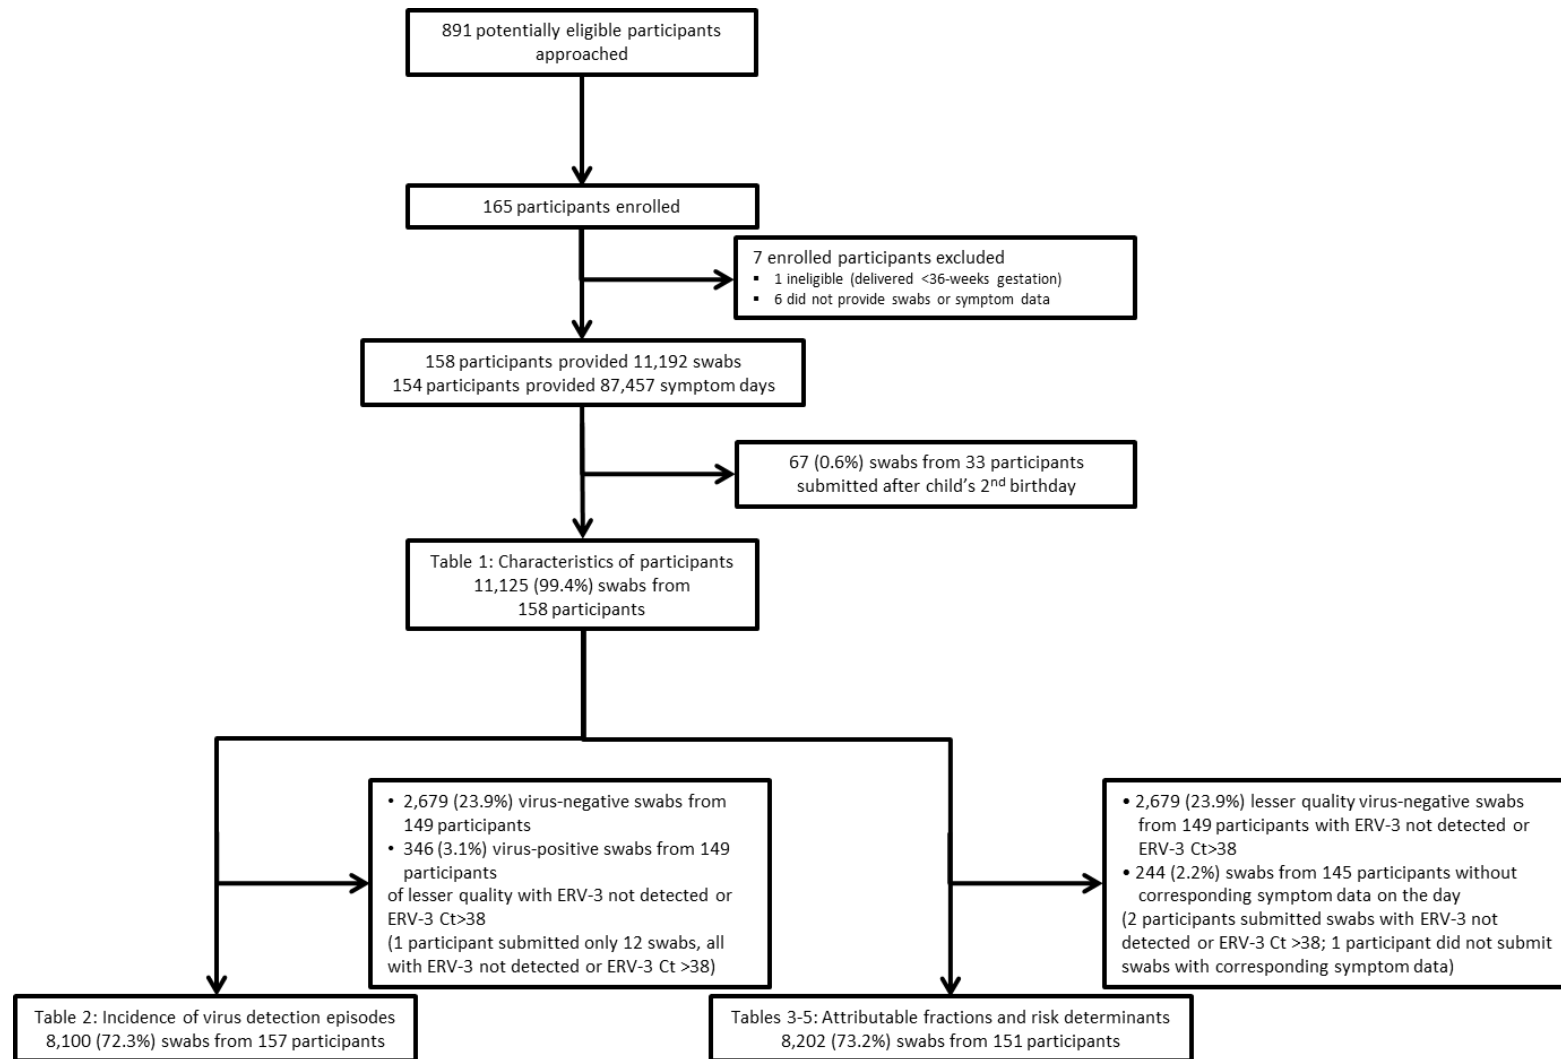 891 potentially eligible participants
approached
165 participants enrolled
7 enrolled participants excluded
▪ 1 ineligible (delivered <36-weeks gestation)
▪ 6 did not provide swabs or symptom data
158 participants provided 11,192 swabs
154 participants provided 87,457 symptom days
67 (0.6%) swabs from 33 participants
submitted after child's 2nd birthday
Table 1: Characteristics of participants
11,125 (99.4%) swabs from
158 participants
• 2,679 (23.9%) virus-negative swabs from
149 participants
• 346 (3.1%) virus-positive swabs from 149
participants
of lesser quality with ERV-3 not detected or
ERV-3 Ct>38
(1 participant submitted only 12 swabs, all
with ERV-3 not detected or ERV-3 Ct >38)
• 2,679 (23.9%) lesser quality virus-negative swabs
from 149 participants with ERV-3 not detected or
ERV-3 Ct>38
• 244 (2.2%) swabs from 145 participants without
corresponding symptom data on the day
(2 participants submitted swabs with ERV-3 not
detected or ERV-3 Ct >38; 1 participant did not submit
swabs with corresponding symptom data)
Table 2: Incidence of virus detection episodes
8,100 (72.3%) swabs from 157 participants
Tables 3-5: Attributable fractions and risk determinants
8,202 (73.2%) swabs from 151 participants